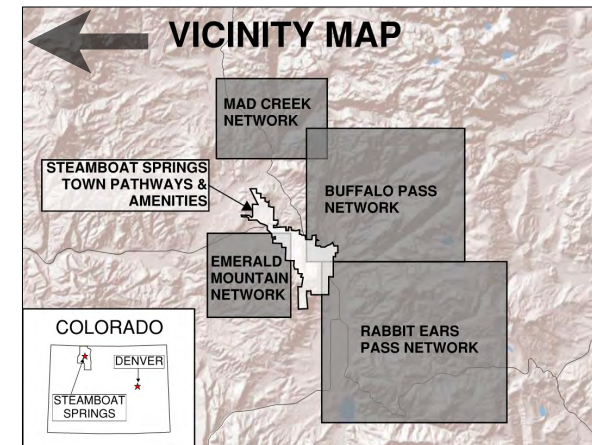 VICINITY MAP
MAD CREEK
NETWORK
STEAMBOAT SPRINGS
TOWN PATHWAYS &
AMENITIES
BUFFALO PASS
NETWORK
EMERALD
MOUNTAIN
NETWORK
RABBIT EARS
PASS NETWORK
COLORADO
DENVER
STEAMBOAT
SPRINGS